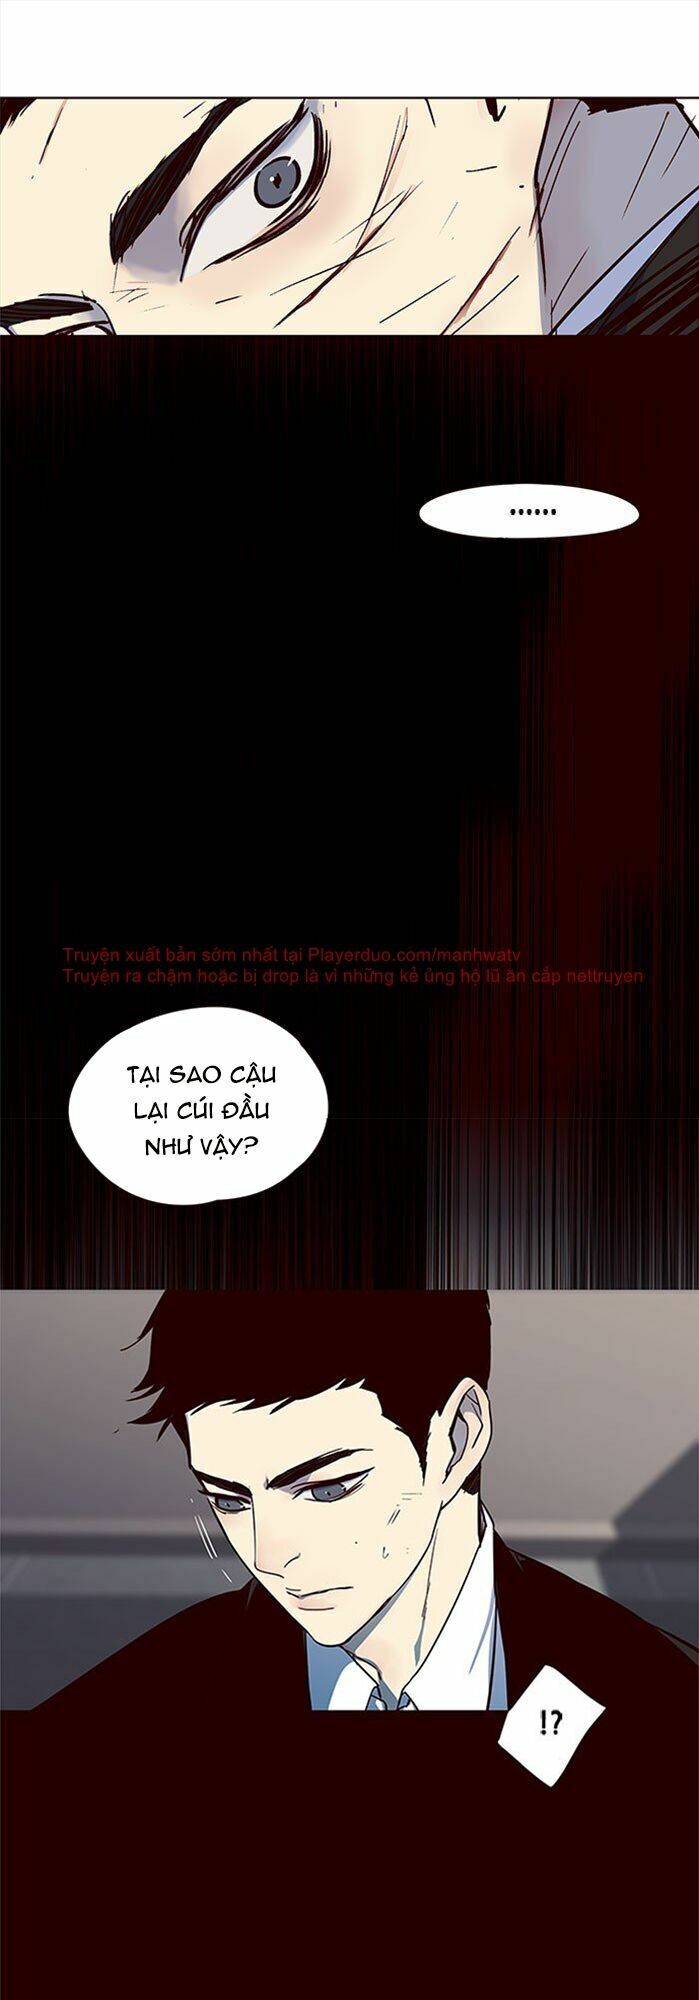 ......
Truyện xuất bản sớm nhất tại Playerduo.com/manhwatv
Truyện ra chậm hoặc bị drop là vì những kẻ ủng hộ lũ ăn cắp nettruyen
TẠI SAO CẬU
LẠI CÚI ĐẦU
NHƯ VẬY?
!?